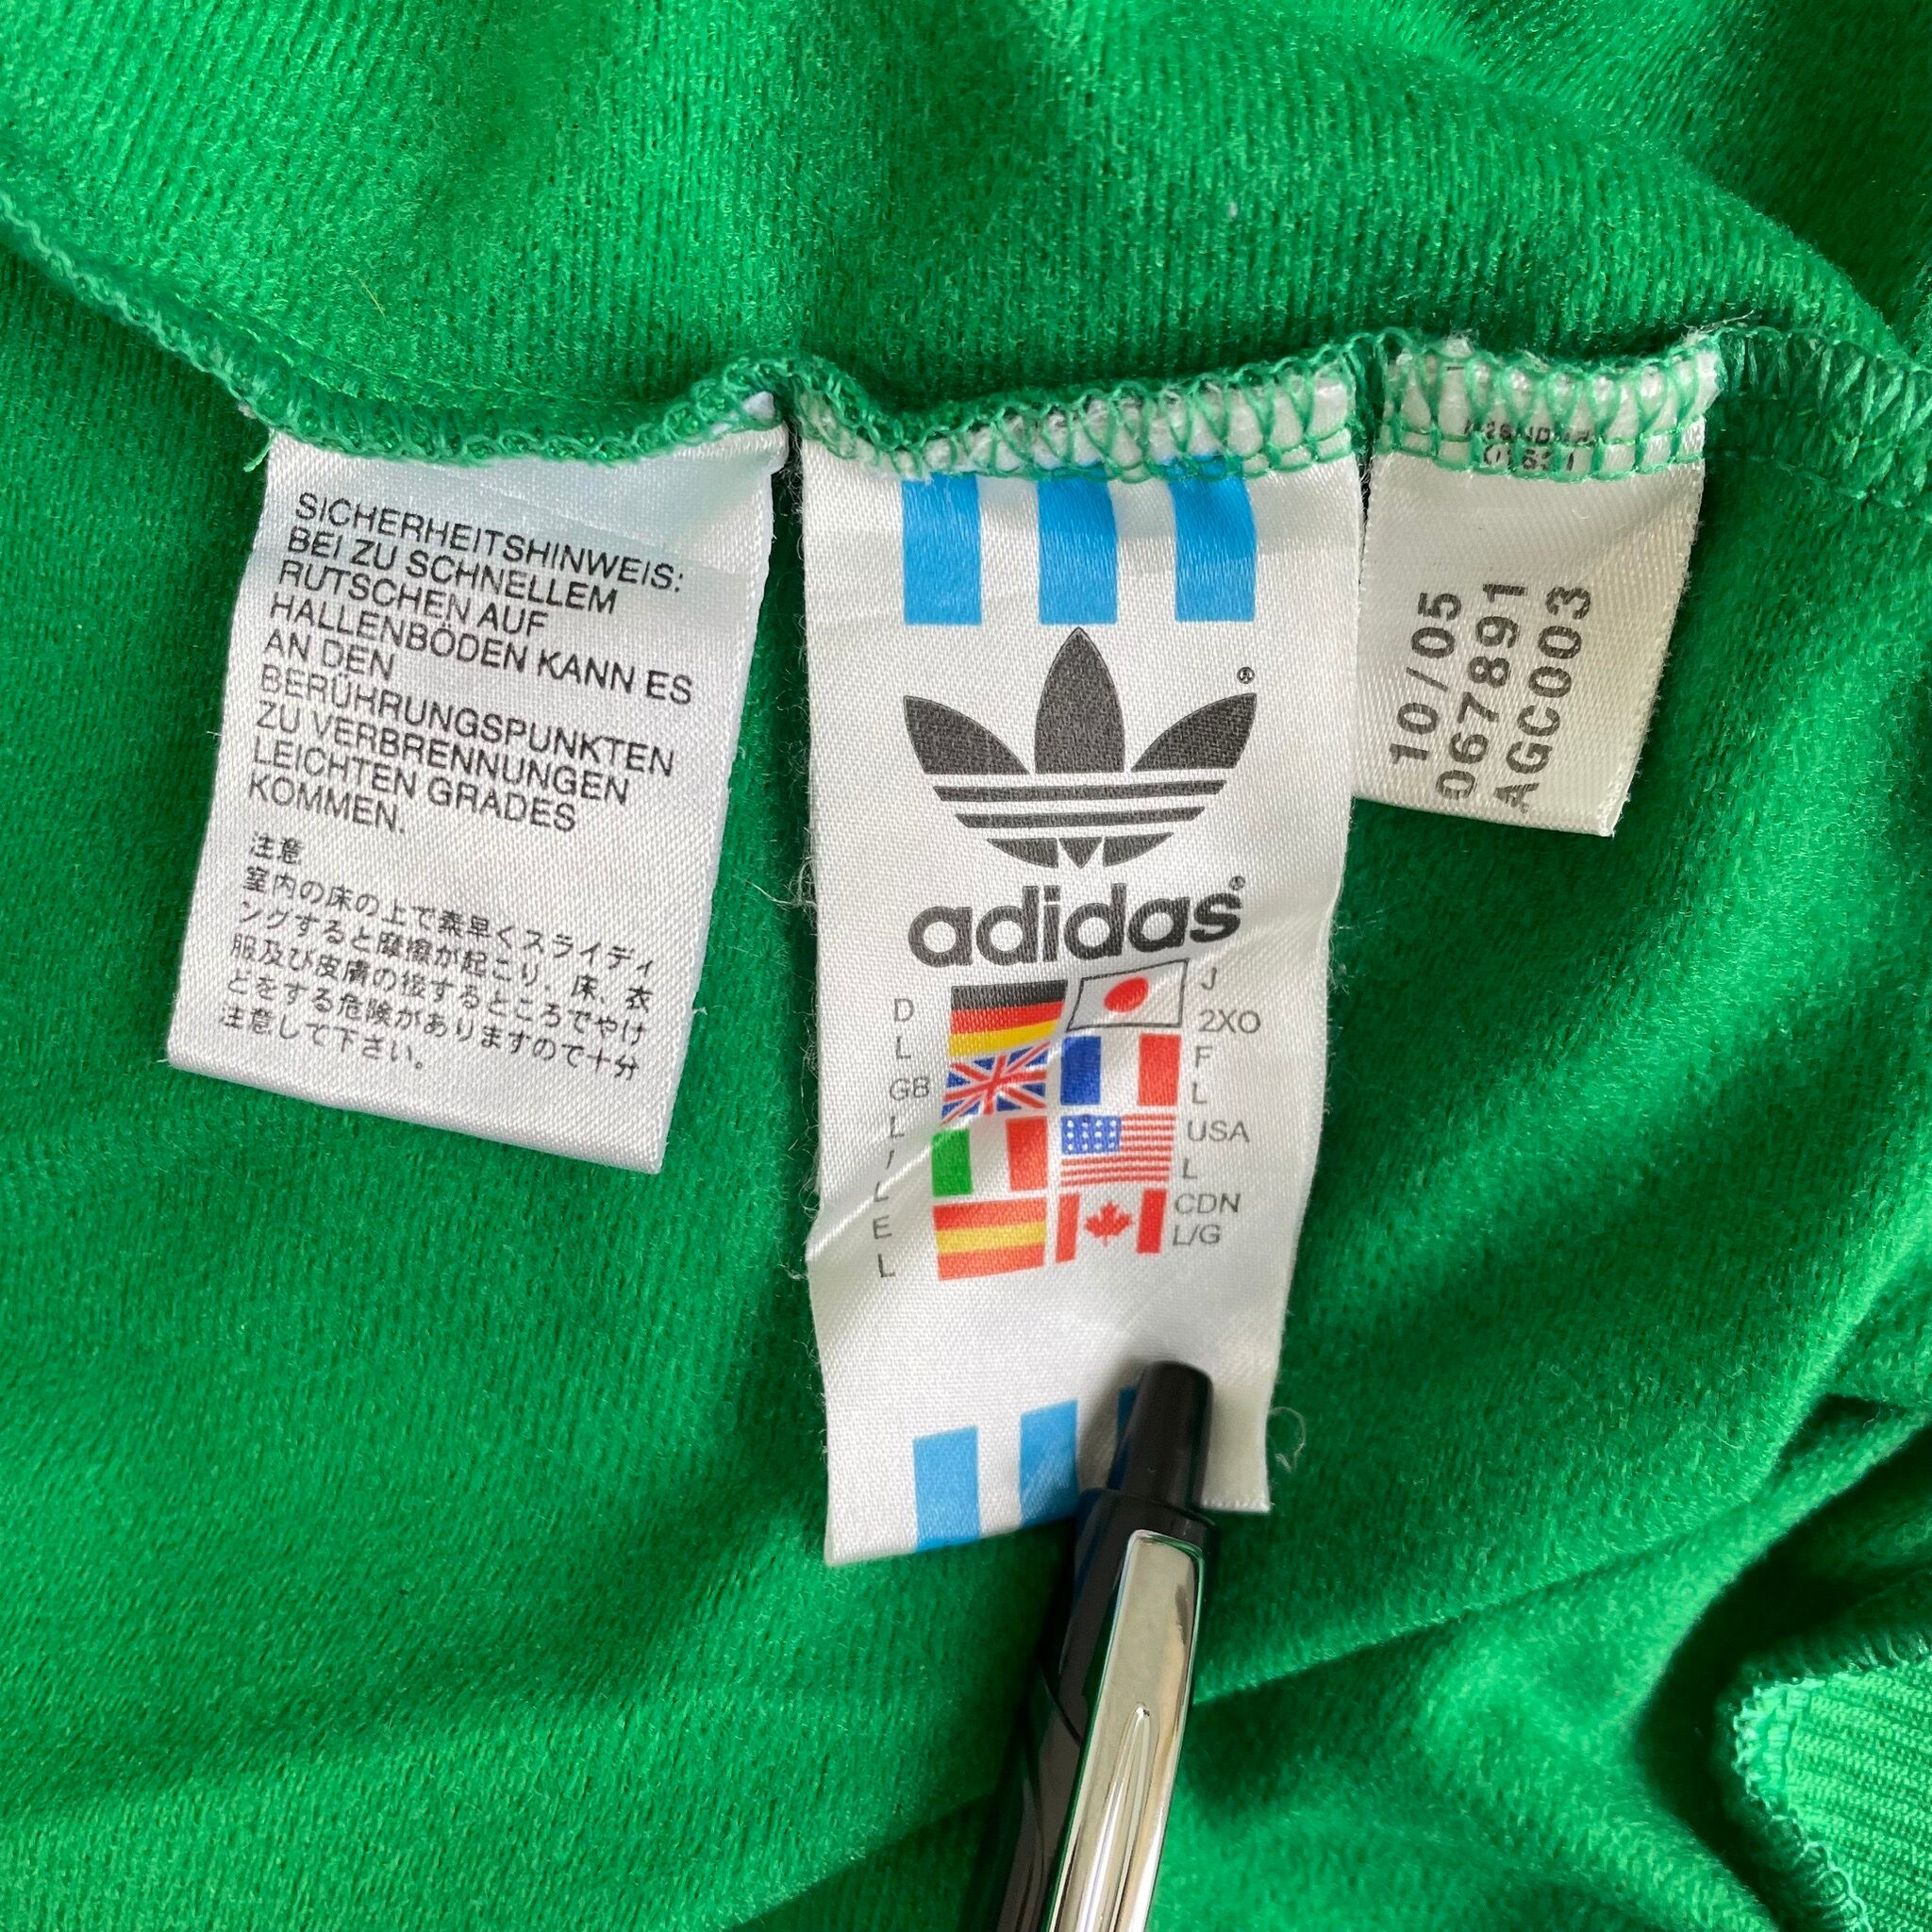 SICHERHEITSHINWEIS:
BEI ZU SCHNELLEM
RUTSCHEN AUF
HALLENBÖDEN KANN ES
AN DEN
BERÜHRUNGSPUNKTEN
ZU VERBRENNUNGEN
LEICHTEN GRADES
KOMMEN.
注意
室内の床の上で素早くスライディ
ングすると摩擦が起こり、床、衣
服及び皮膚の接するところでやけ
どをする危険がありますので十分
注意して下さい。
®
adidas®
D
L
GB
L
I
L
E
L
J
2XO
F
L
USA
L
CDN
L/G
10/05
067891
AGC003